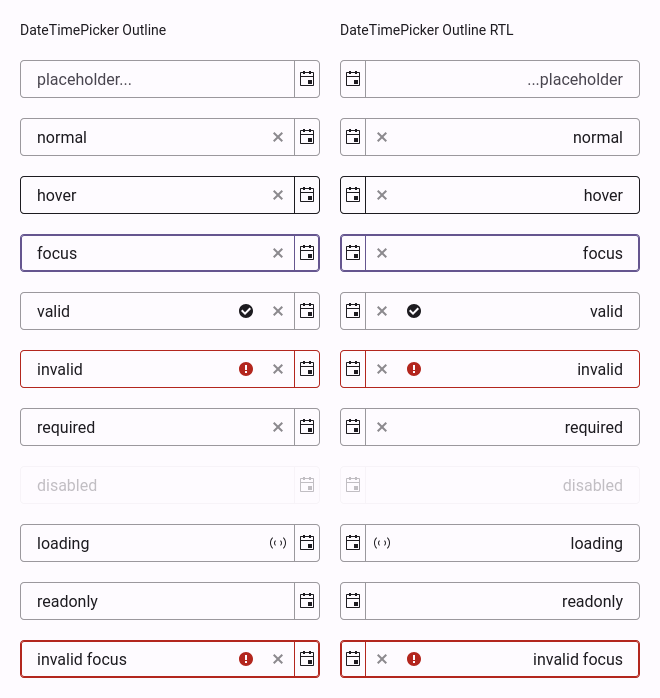 DateTimePicker Outline
DateTimePicker Outline RTL
placeholder...
...placeholder
normal
normal
hover
hover
focus
focus
valid
valid
invalid
invalid
required
required
disabled
disabled
loading
loading
readonly
readonly
invalid focus
invalid focus